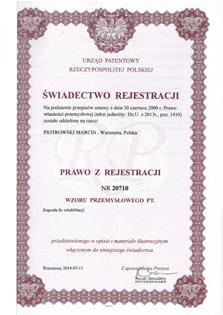 URZĄD PATENTOWY
RZECZYPOSPOLITEJ POLSKIEJ
ŚWIADECTWO REJESTRACJI
Na podstawie przepisów ustawy z dnia 30 czerwca 2000 r. Prawo
własności przemysłowej (tekst jednolity: Dz.U. z 2013r., poz. 1410)
zostało udzielone na rzecz:
PIOTROWSKI MARCIN , Warszawa, Polska
PRAWO Z REJESTRACJI
NR 20710
WZORU PRZEMYSŁOWEGO PT.
Kapsuła do rehabilitacji
przedstawionego w opisie i materiale ilustracyjnym
włączonym do niniejszego świadectwa
Warszawa, 2014-07-11
Z upoważnienia Prezesa